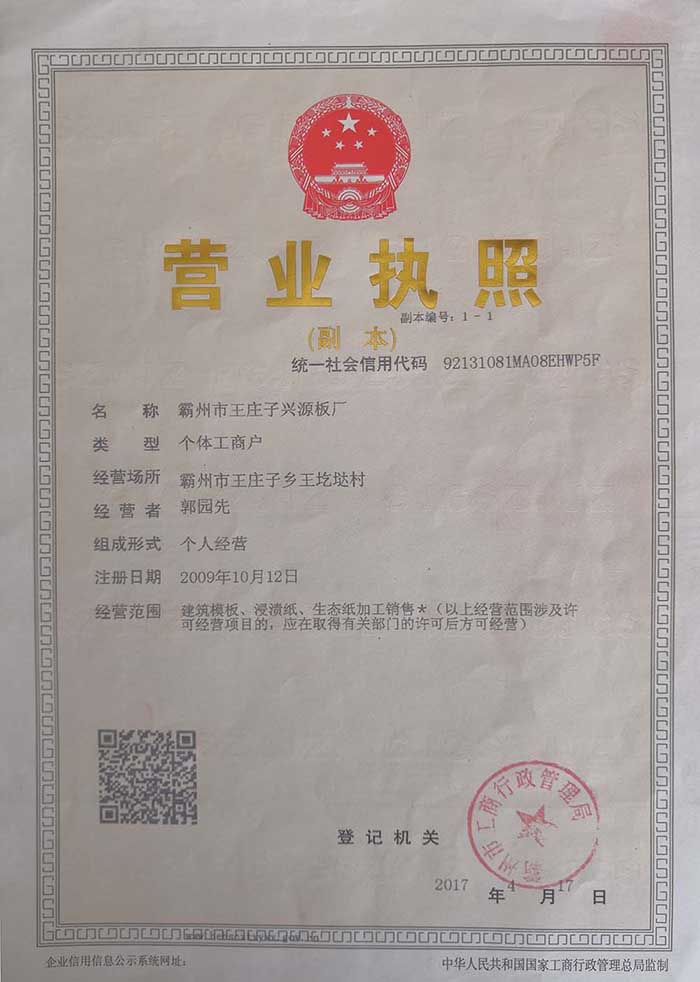 营业执照
副本编号：1-1
(副 本)
统一社会信用代码 92131081MA08EHWP5F
名 称 霸州市王庄子兴源板厂
类 型 个体工商户
经营场所 霸州市王庄子乡王圪垯村
经营者 郭园先
组成形式 个人经营
注册日期 2009年10月12日
经营范围 建筑模板、浸渍纸、生态纸加工销售*（以上经营范围涉及许
可经营项目的，应在取得有关部门的许可后方可经营）
州市工商行政管理局
登记机关
2017 年 4 月 17 日
企业信用信息公示系统网址：
中华人民共和国国家工商行政管理总局监制